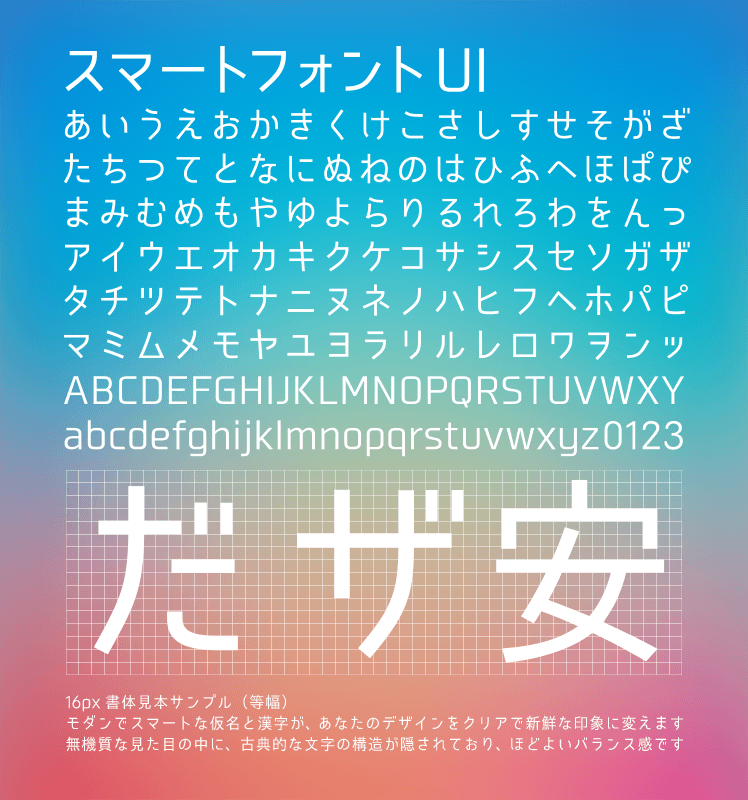 スマートフォントUI
あいうえおかきくけこさしすせそがざ
たちつてとなにぬねのはひふへほぱぴ
まみむめもやゆよらりるれろわをんっ
アイウエオカキクケコサシスセソガザ
タチツテトナニヌネノハヒフヘホパピ
マミムメモヤユヨラリルレロワヲンッ
ABCDEFGHIJKLMNOPQRSTUVWXY
abcdefghijklmnopqrstuvwxyz0123
だザ安
16px 書体見本サンプル（等幅）
モダンでスマートな仮名と漢字が、あなたのデザインをクリアで新鮮な印象に変えます
無機質な見た目の中に、古典的な文字の構造が隠されており、ほどよいバランス感です